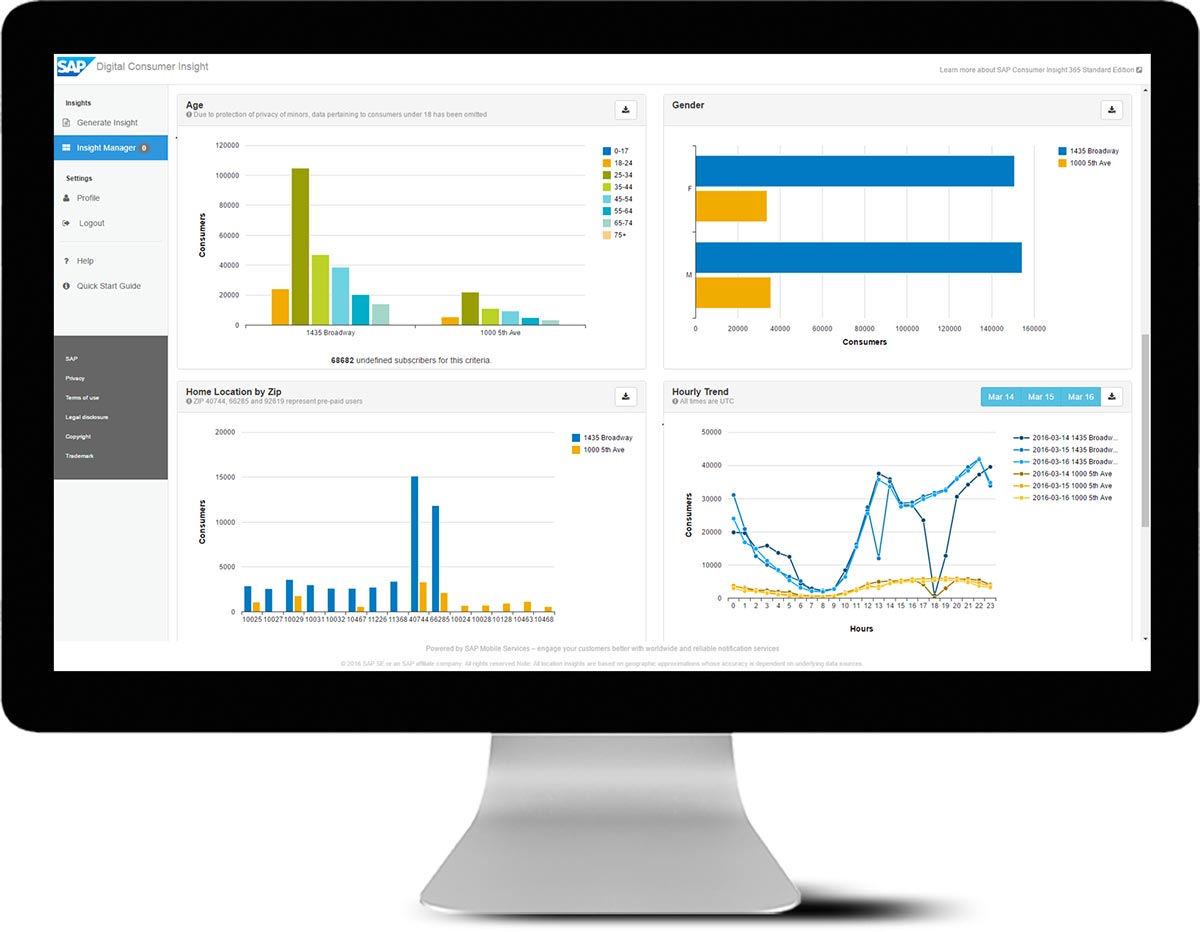 SAP Digital Consumer Insight
Learn more about SAP Consumer Insight 365 Standard Edition
Insights
Generate Insight
Insight Manager 0
Settings
Profile
Logout
? Help
Quick Start Guide
SAP
Privacy
Terms of use
Legal disclosure
Copyright
Trademark
Age
Due to protection of privacy of minors, data pertaining to consumers under 18 has been omitted
120000
100000
80000
60000
40000
20000
0
Consumers
1435 Broadway
1000 5th Ave
0-17
18-24
25-34
35-44
45-54
55-64
65-74
75+
68682 undefined subscribers for this criteria.
Gender
F
M
0 20000 40000 60000 80000 100000 120000 140000 160000
Consumers
1435 Broadway
1000 5th Ave
Home Location by Zip
ZIP 40744, 66285 and 92619 represent pre-paid users
20000
15000
10000
5000
0
Consumers
10025 10027 10029 10031 10032 10467 11226 11368 40744 66285 10024 10028 10128 10463 10468
1435 Broadway
1000 5th Ave
Hourly Trend
All times are UTC
Mar 14 Mar 15 Mar 16
50000
40000
30000
20000
10000
0
Consumers
0 1 2 3 4 5 6 7 8 9 10 11 12 13 14 15 16 17 18 19 20 21 22 23
Hours
2016-03-14 1435 Broadw...
2016-03-15 1435 Broadw...
2016-03-16 1435 Broadw...
2016-03-14 1000 5th Ave
2016-03-15 1000 5th Ave
2016-03-16 1000 5th Ave
Powered by SAP Mobile Services – engage your customers better with worldwide and reliable notification services
© 2016 SAP SE or an SAP affiliate company. All rights reserved Note: All location insights are based on geographic approximations whose accuracy is dependent on underlying data sources.